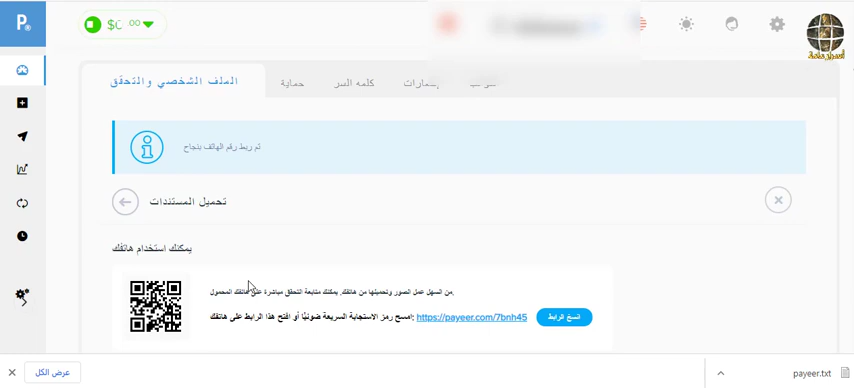 P®
الملف الشخصي والتحقق
حماية
كلمه السر
إشعارات
تم ربط رقم الهاتف بنجاح
تحميل المستندات
يمكنك استخدام هاتفك
من السهل عمل الصور وتحميلها من هاتفك. يمكنك متابعة التحقق مباشرة على هاتفك المحمول.
امسح رمز الاستجابة السريعة ضوئيًا أو افتح هذا الرابط على هاتفك: https://payeer.com/7bnh45
انسخ الرابط
عرض الكل
payeer.txt